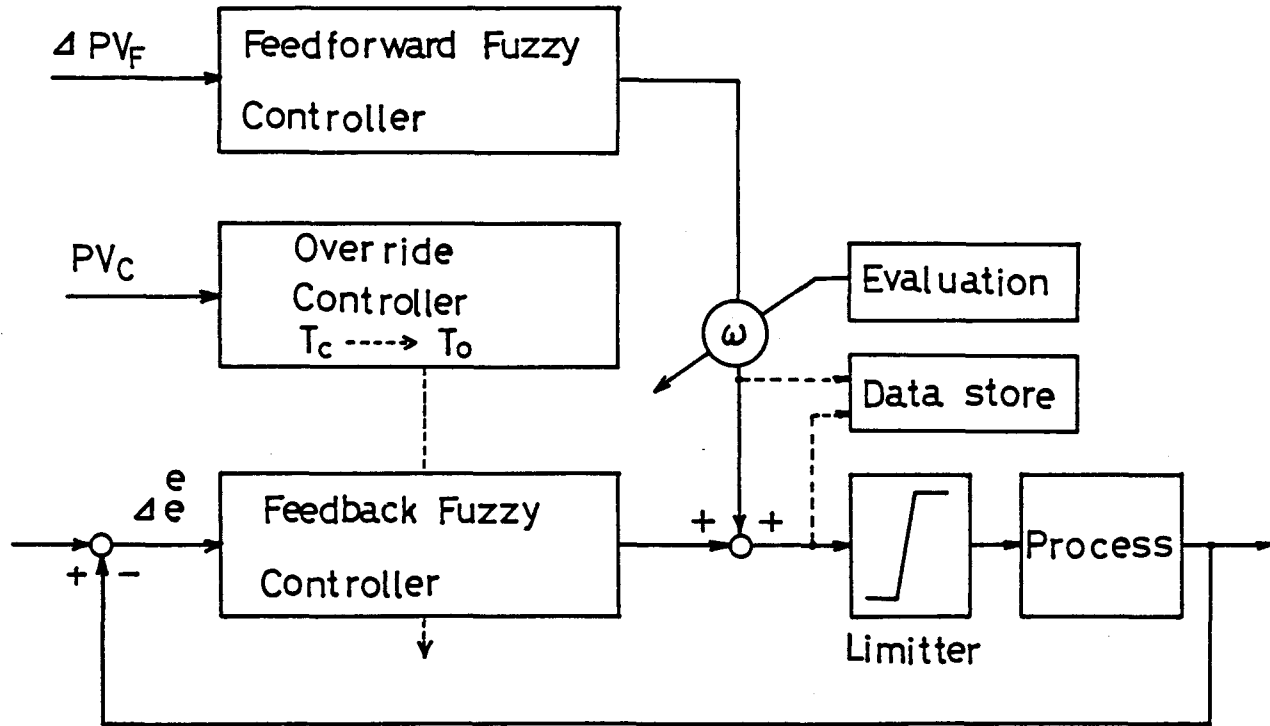 Δ PV_F
Feedforward Fuzzy
Controller
PV_C
Override
Controller
T_c → T_o
ω
Evaluation
Data store
e
Δ e
Feedback Fuzzy
Controller
+
-
+
+
Process
Limitter